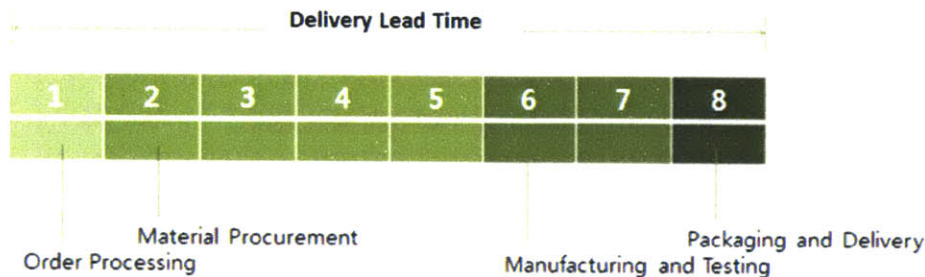 Delivery Lead Time
1 2 3 4 5 6 7 8
Material Procurement
Order Processing
Packaging and Delivery
Manufacturing and Testing